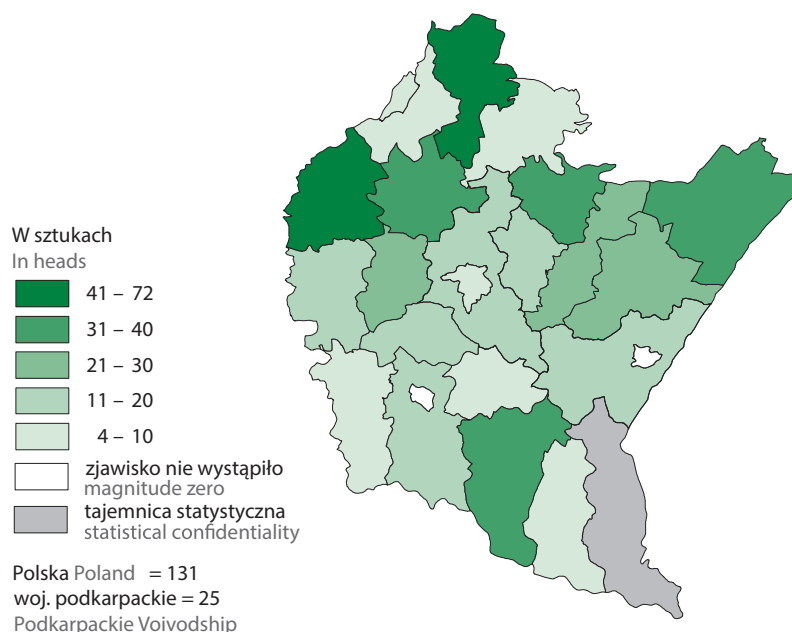 W sztukach
In heads
41 – 72
31 – 40
21 – 30
11 – 20
4 – 10
zjawisko nie wystąpiło
magnitude zero
tajemnica statystyczna
statistical confidentiality
Polska Poland = 131
woj. podkarpackie = 25
Podkarpackie Voivodship